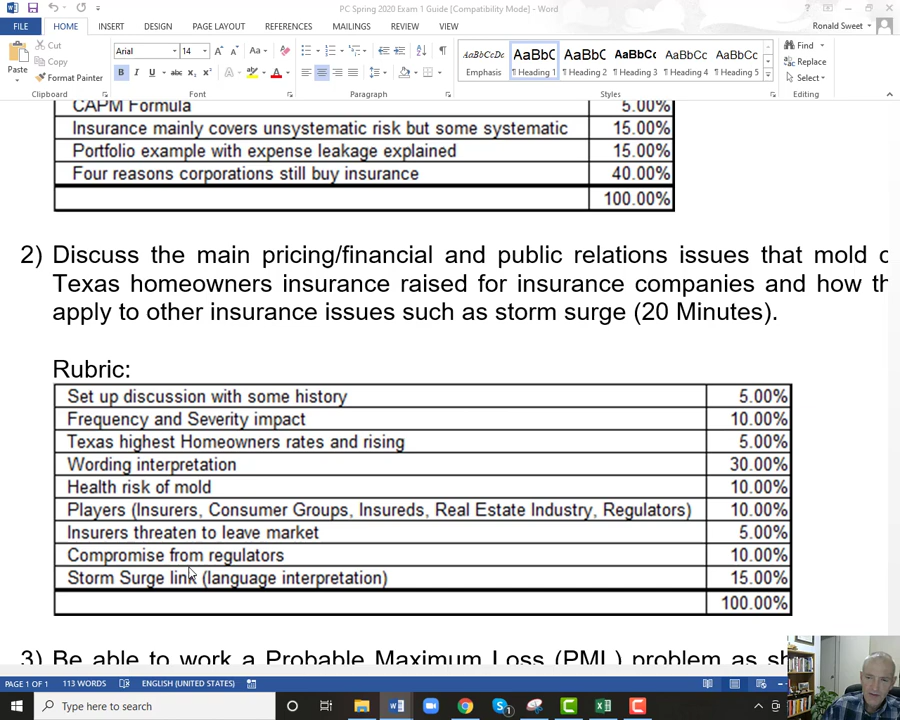 PC Spring 2020 Exam 1 Guide [Compatibility Mode] - Word
FILE HOME INSERT DESIGN PAGE LAYOUT REFERENCES MAILINGS REVIEW VIEW Ronald Sweet
Paste Cut Copy Format Painter
Arial 14 Aa
B I U abc x₂ x² A
AaBbCcDc AaBbC AaBbC AaBbCc AaBbCc AaBbCc
Emphasis ¶ Heading 1 ¶ Heading 2 ¶ Heading 3 ¶ Heading 4 ¶ Heading 5
Find Replace Select
Clipboard Font Paragraph Styles Editing
CAPM Formula 5.00%
Insurance mainly covers unsystematic risk but some systematic 15.00%
Portfolio example with expense leakage explained 15.00%
Four reasons corporations still buy insurance 40.00%
100.00%
2) Discuss the main pricing/financial and public relations issues that mold
Texas homeowners insurance raised for insurance companies and how
apply to other insurance issues such as storm surge (20 Minutes).
Rubric:
Set up discussion with some history 5.00%
Frequency and Severity impact 10.00%
Texas highest Homeowners rates and rising 5.00%
Wording interpretation 30.00%
Health risk of mold 10.00%
Players (Insurers, Consumer Groups, Insureds, Real Estate Industry, Regulators) 10.00%
Insurers threaten to leave market 5.00%
Compromise from regulators 10.00%
Storm Surge link (language interpretation) 15.00%
100.00%
3) Be able to work a Probable Maximum Loss (PML) problem as
PAGE 1 OF 1 113 WORDS ENGLISH (UNITED STATES)
Type here to search